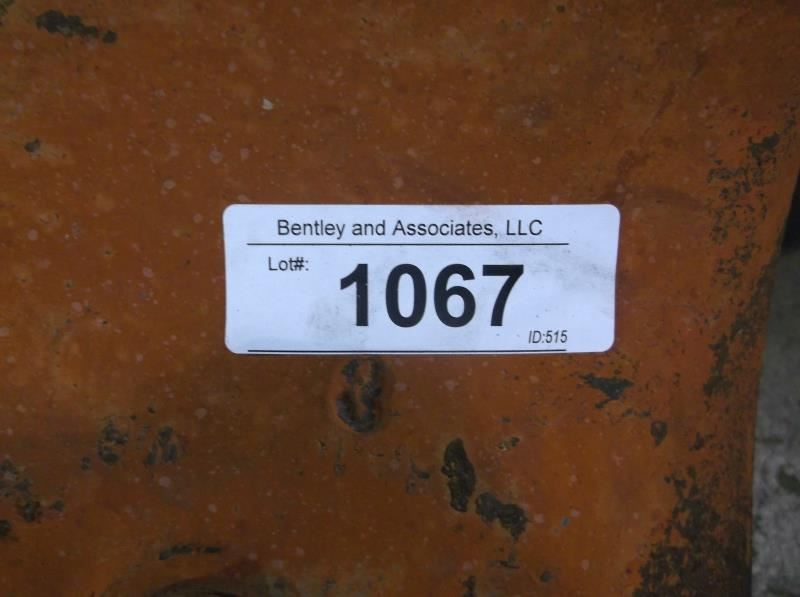 Bentley and Associates, LLC
Lot#:
1067
ID:515